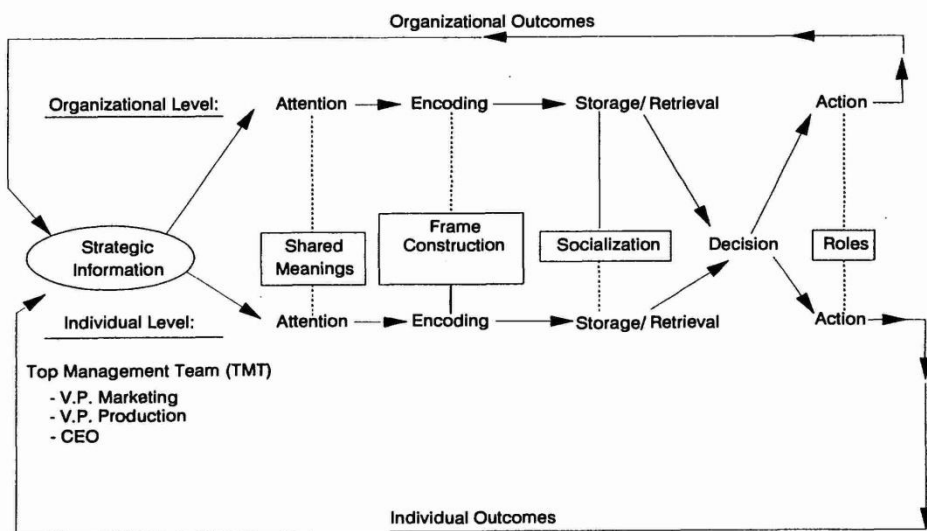 Organizational Outcomes
Organizational Level:
Attention
Encoding
Storage/ Retrieval
Action
Strategic
Information
Shared
Meanings
Frame
Construction
Socialization
Decision
Roles
Individual Level:
Attention
Encoding
Storage/ Retrieval
Action
Top Management Team (TMT)
- V.P. Marketing
- V.P. Production
- CEO
Individual Outcomes